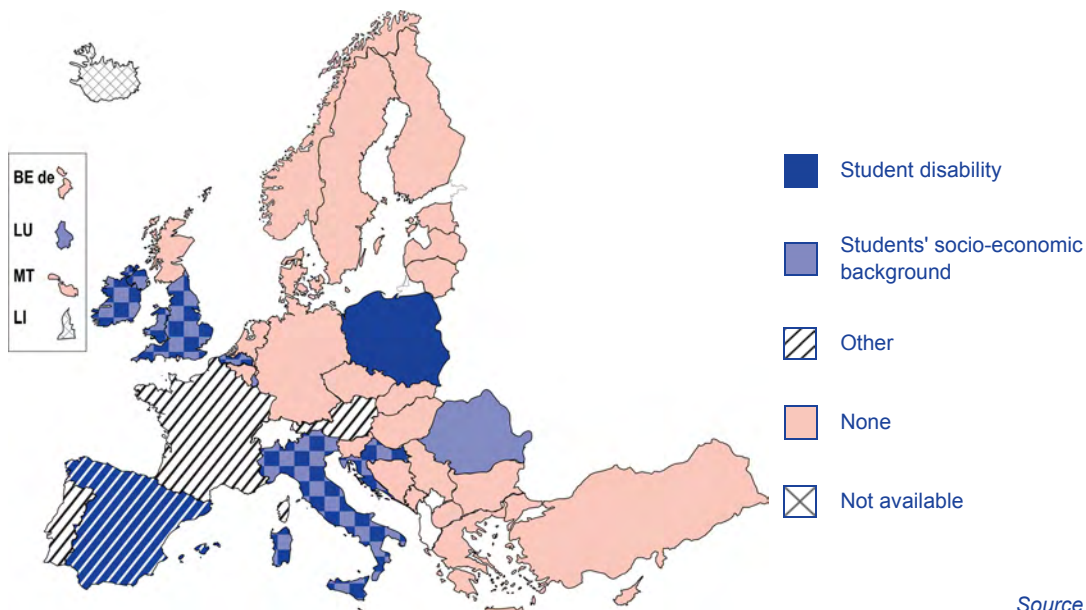 BE de
LU
MT
LI
Student disability
Students' socio-economic
background
Other
None
Not available
Source